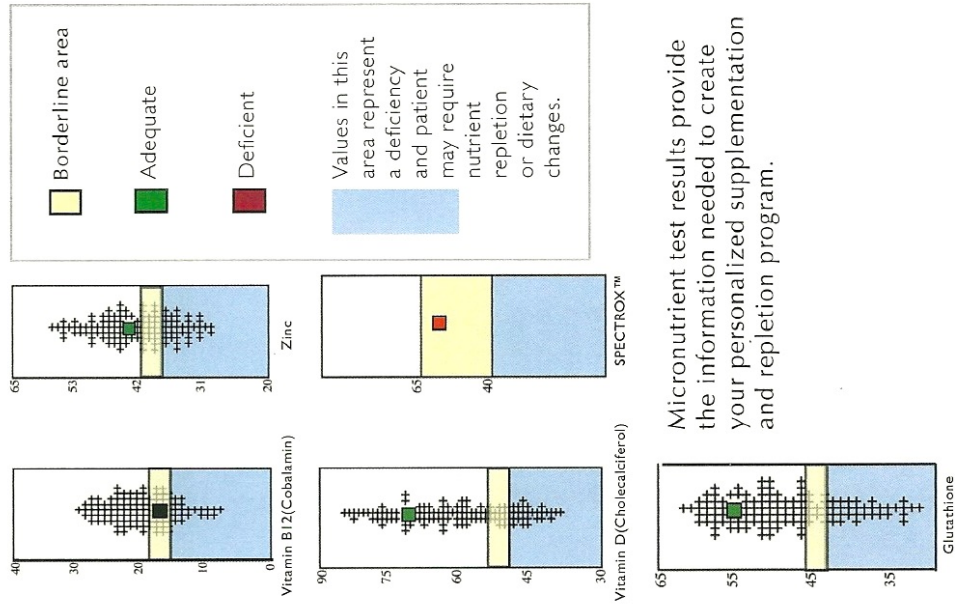 40
30
20
10
0
Vitamin B12(Cobalamin)
65
53
42
31
20
Zinc
90
75
60
45
30
Vitamin D(Cholecalciferol)
65
40
SPECTROX™
65
55
45
35
Glutathione
Borderline area
Adequate
Deficient
Values in this
area represent
a deficiency
and patient
may require
nutrient
repletion
or dietary
changes.
Micronutrient test results provide
the information needed to create
your personalized supplementation
and repletion program.